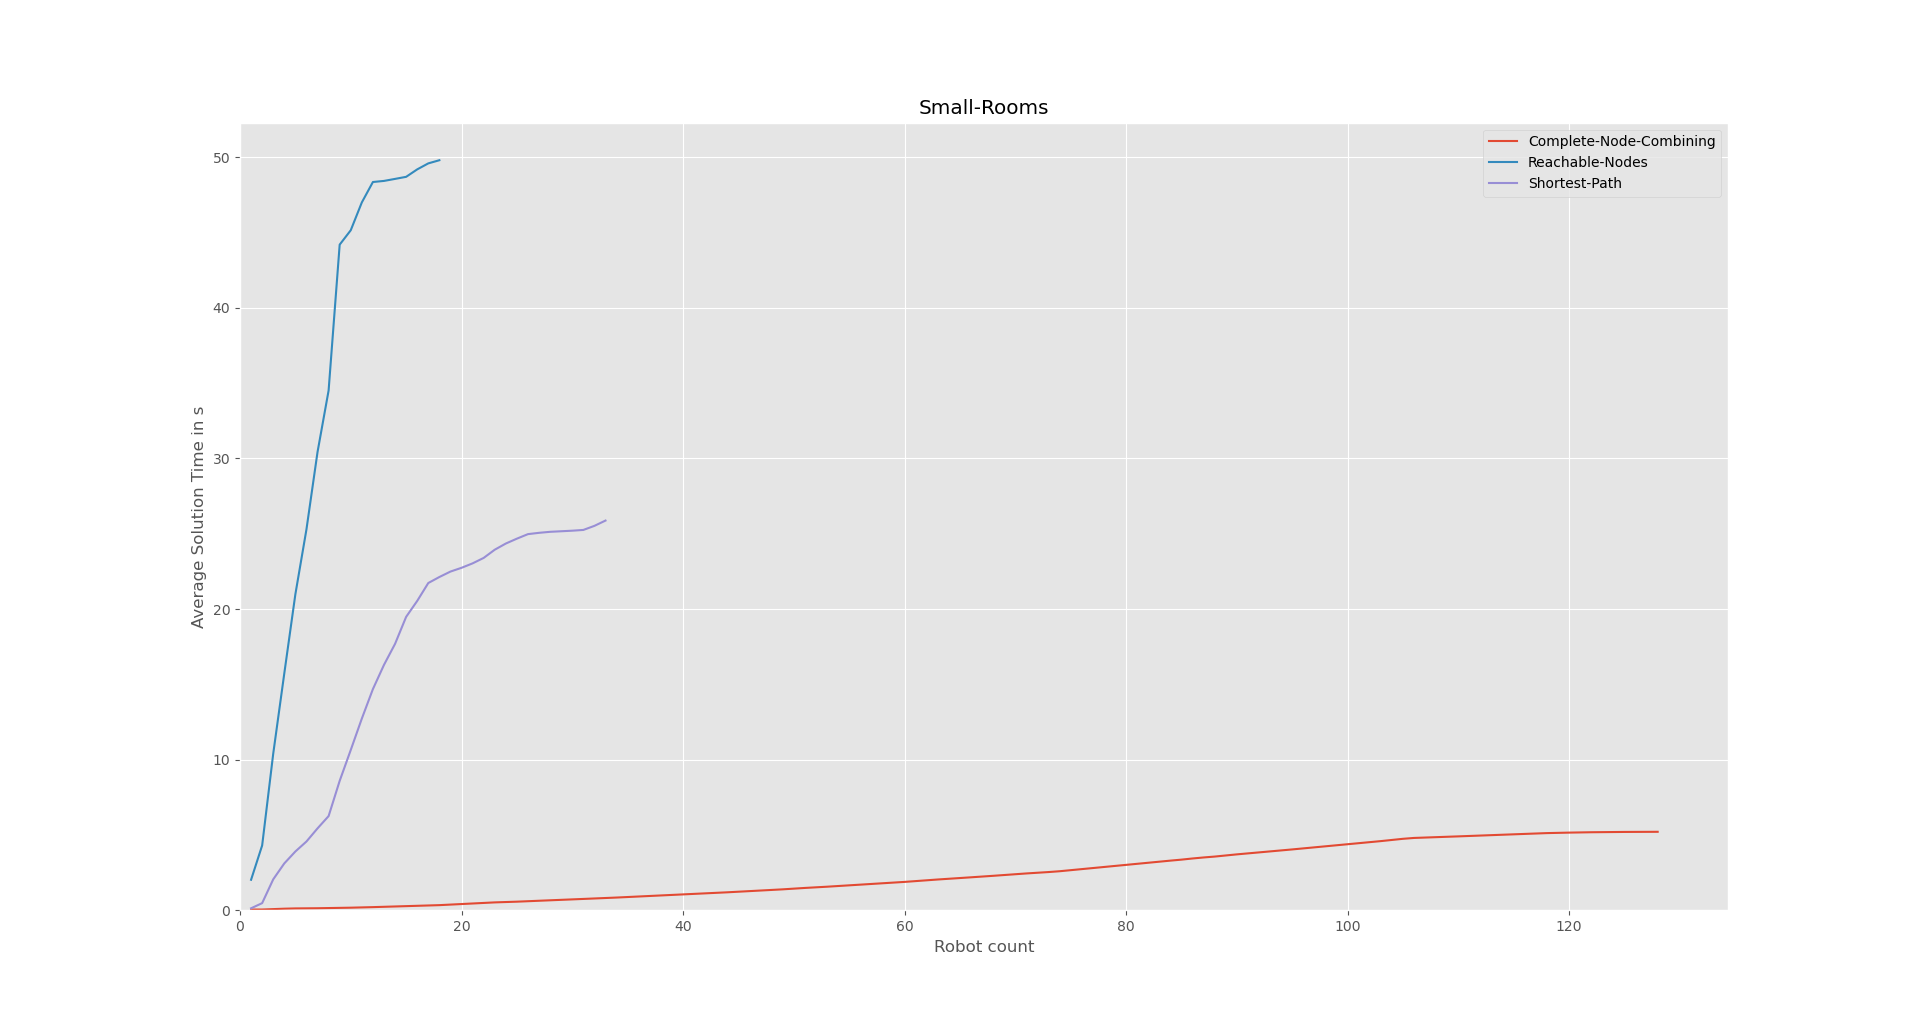 Small-Rooms
Complete-Node-Combining
Reachable-Nodes
Shortest-Path
Average Solution Time in s
50
40
30
20
10
0
0 20 40 60 80 100 120
Robot count